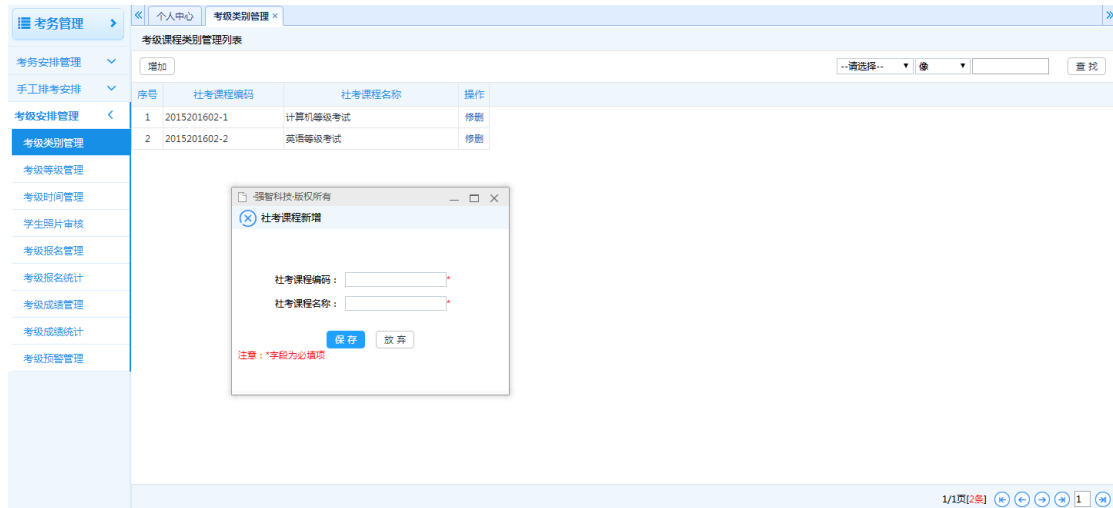 考务管理
个人中心 考级类别管理 ×
考级课程类别管理列表
考务安排管理
手工排考安排
考级安排管理
考级类别管理
考级等级管理
考级时间管理
学生照片审核
考级报名管理
考级报名统计
考级成绩管理
考级成绩统计
考级预警管理
增加 --请选择-- 像 查 找
序号 社考课程编码 社考课程名称 操作
1 2015201602-1 计算机等级考试 修删
2 2015201602-2 英语等级考试 修删
-强智科技-版权所有
社考课程新增
社考课程编码： *
社考课程名称： *
保 存 放 弃
注意：*字段为必填项
1/1页[2条] 1